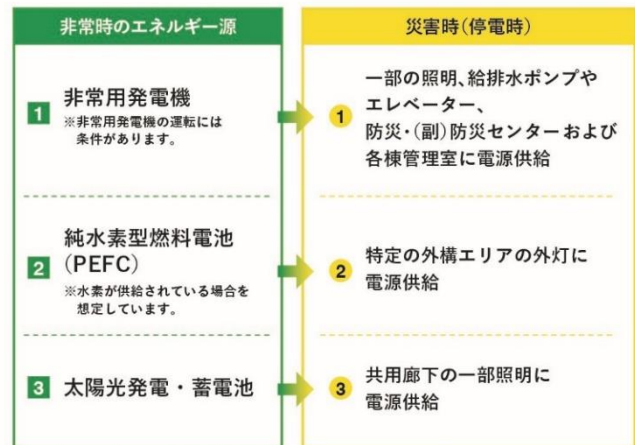 非常時のエネルギー源
災害時(停電時)
1
非常用発電機
※非常用発電機の運転には
条件があります。
1
一部の照明、給排水ポンプや
エレベーター、
防災・(副)防災センターおよび
各棟管理室に電源供給
2
純水素型燃料電池
(PEFC)
※水素が供給されている場合を
想定しています。
2
特定の外構エリアの外灯に
電源供給
3
太陽光発電・蓄電池
3
共用廊下の一部照明に
電源供給